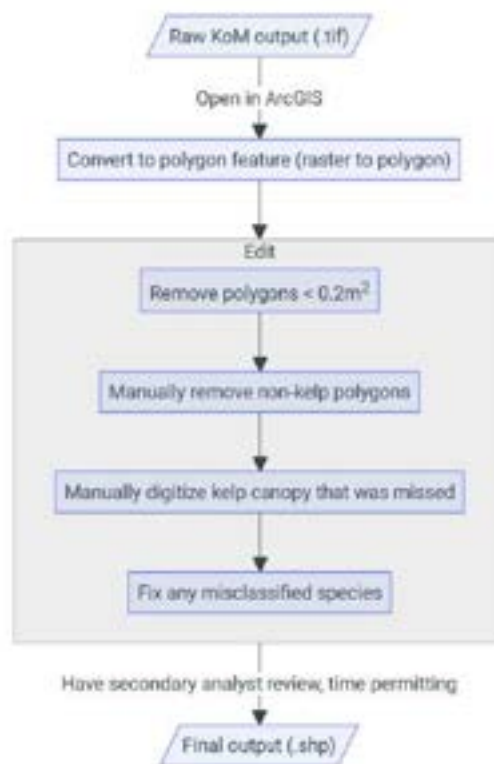 Raw KoM output (.tif)
Open in ArcGIS
Convert to polygon feature (raster to polygon)
Edit
Remove polygons < 0.2m²
Manually remove non-kelp polygons
Manually digitize kelp canopy that was missed
Fix any misclassified species
Have secondary analyst review, time permitting
Final output (.shp)